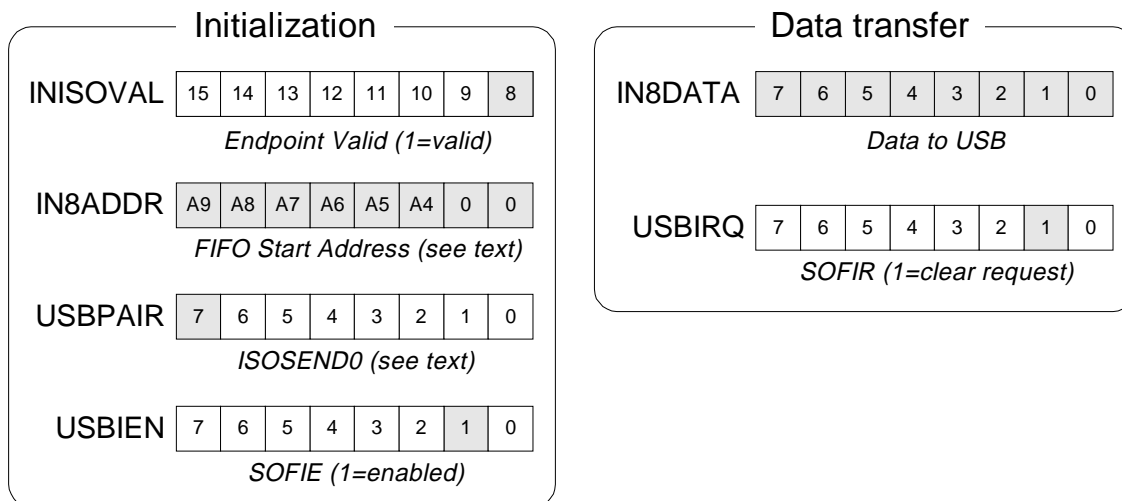 Initialization
INISOVAL 15 14 13 12 11 10 9 8
Endpoint Valid (1=valid)
IN8ADDR A9 A8 A7 A6 A5 A4 0 0
FIFO Start Address (see text)
USBPAIR 7 6 5 4 3 2 1 0
ISOSEND0 (see text)
USBIEN 7 6 5 4 3 2 1 0
SOFIE (1=enabled)
Data transfer
IN8DATA 7 6 5 4 3 2 1 0
Data to USB
USBIRQ 7 6 5 4 3 2 1 0
SOFIR (1=clear request)